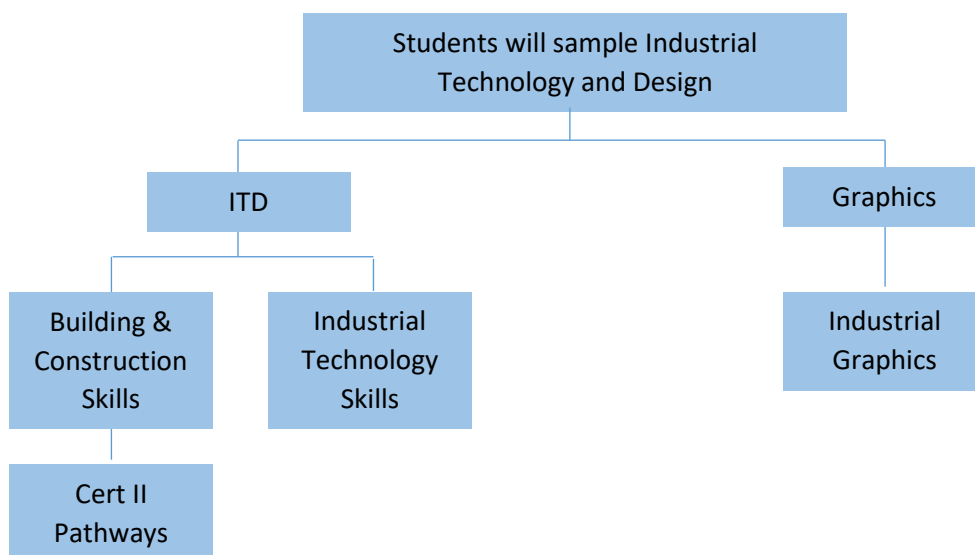 Students will sample Industrial
Technology and Design
ITD
Graphics
Building &
Construction
Skills
Industrial
Technology
Skills
Industrial
Graphics
Cert II
Pathways